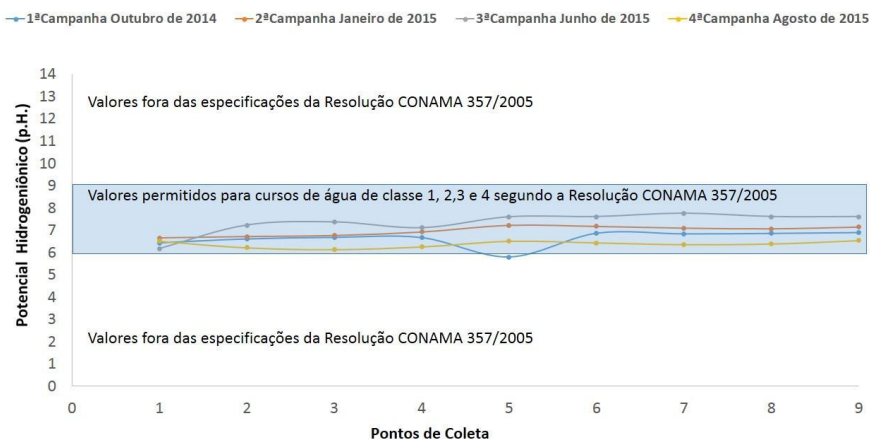 1ªCampanha Outubro de 2014 2ªCampanha Janeiro de 2015 3ªCampanha Junho de 2015 4ªCampanha Agosto de 2015
Potencial Hidrogeniônico (p.H.)
14
13
12
11
10
9
8
7
6
5
4
3
2
1
0
Valores fora das especificações da Resolução CONAMA 357/2005
Valores permitidos para cursos de água de classe 1, 2,3 e 4 segundo a Resolução CONAMA 357/2005
Valores fora das especificações da Resolução CONAMA 357/2005
0 1 2 3 4 5 6 7 8 9
Pontos de Coleta